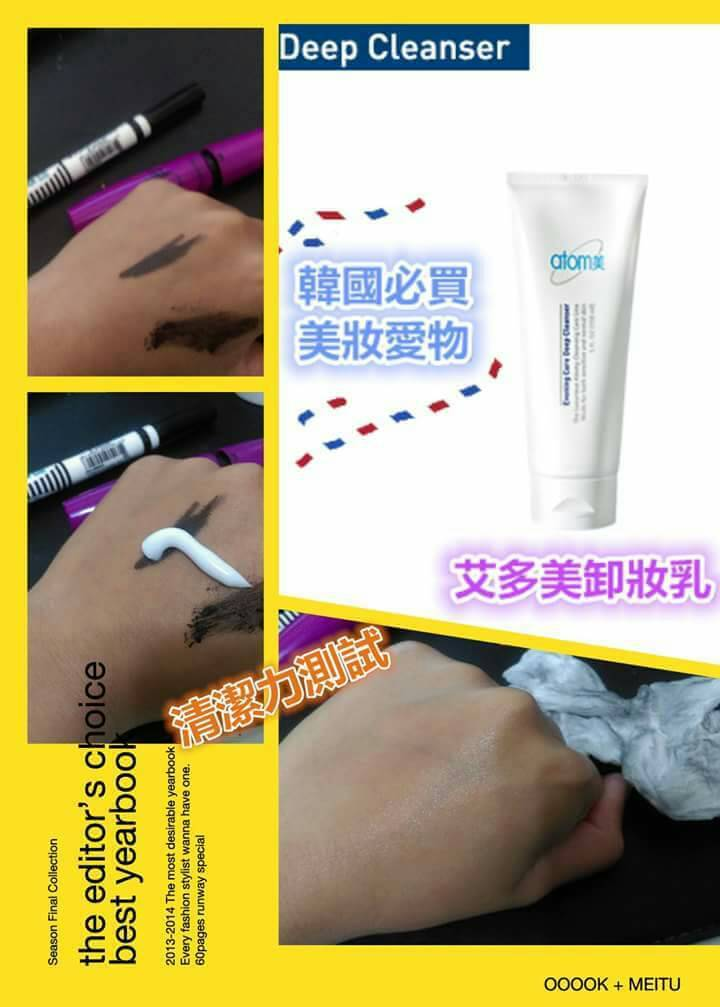 Deep Cleanser
韓國必買
美妝愛物
atom美
Evening Care Deep Cleanser
艾多美卸妝乳
清潔力測試
Season Final Collection
the editor's choice
best yearbook
2013-2014 The most desirable yearbook
Every fashion stylist wanna have one.
60pages runway special
OOOOK + MEITU